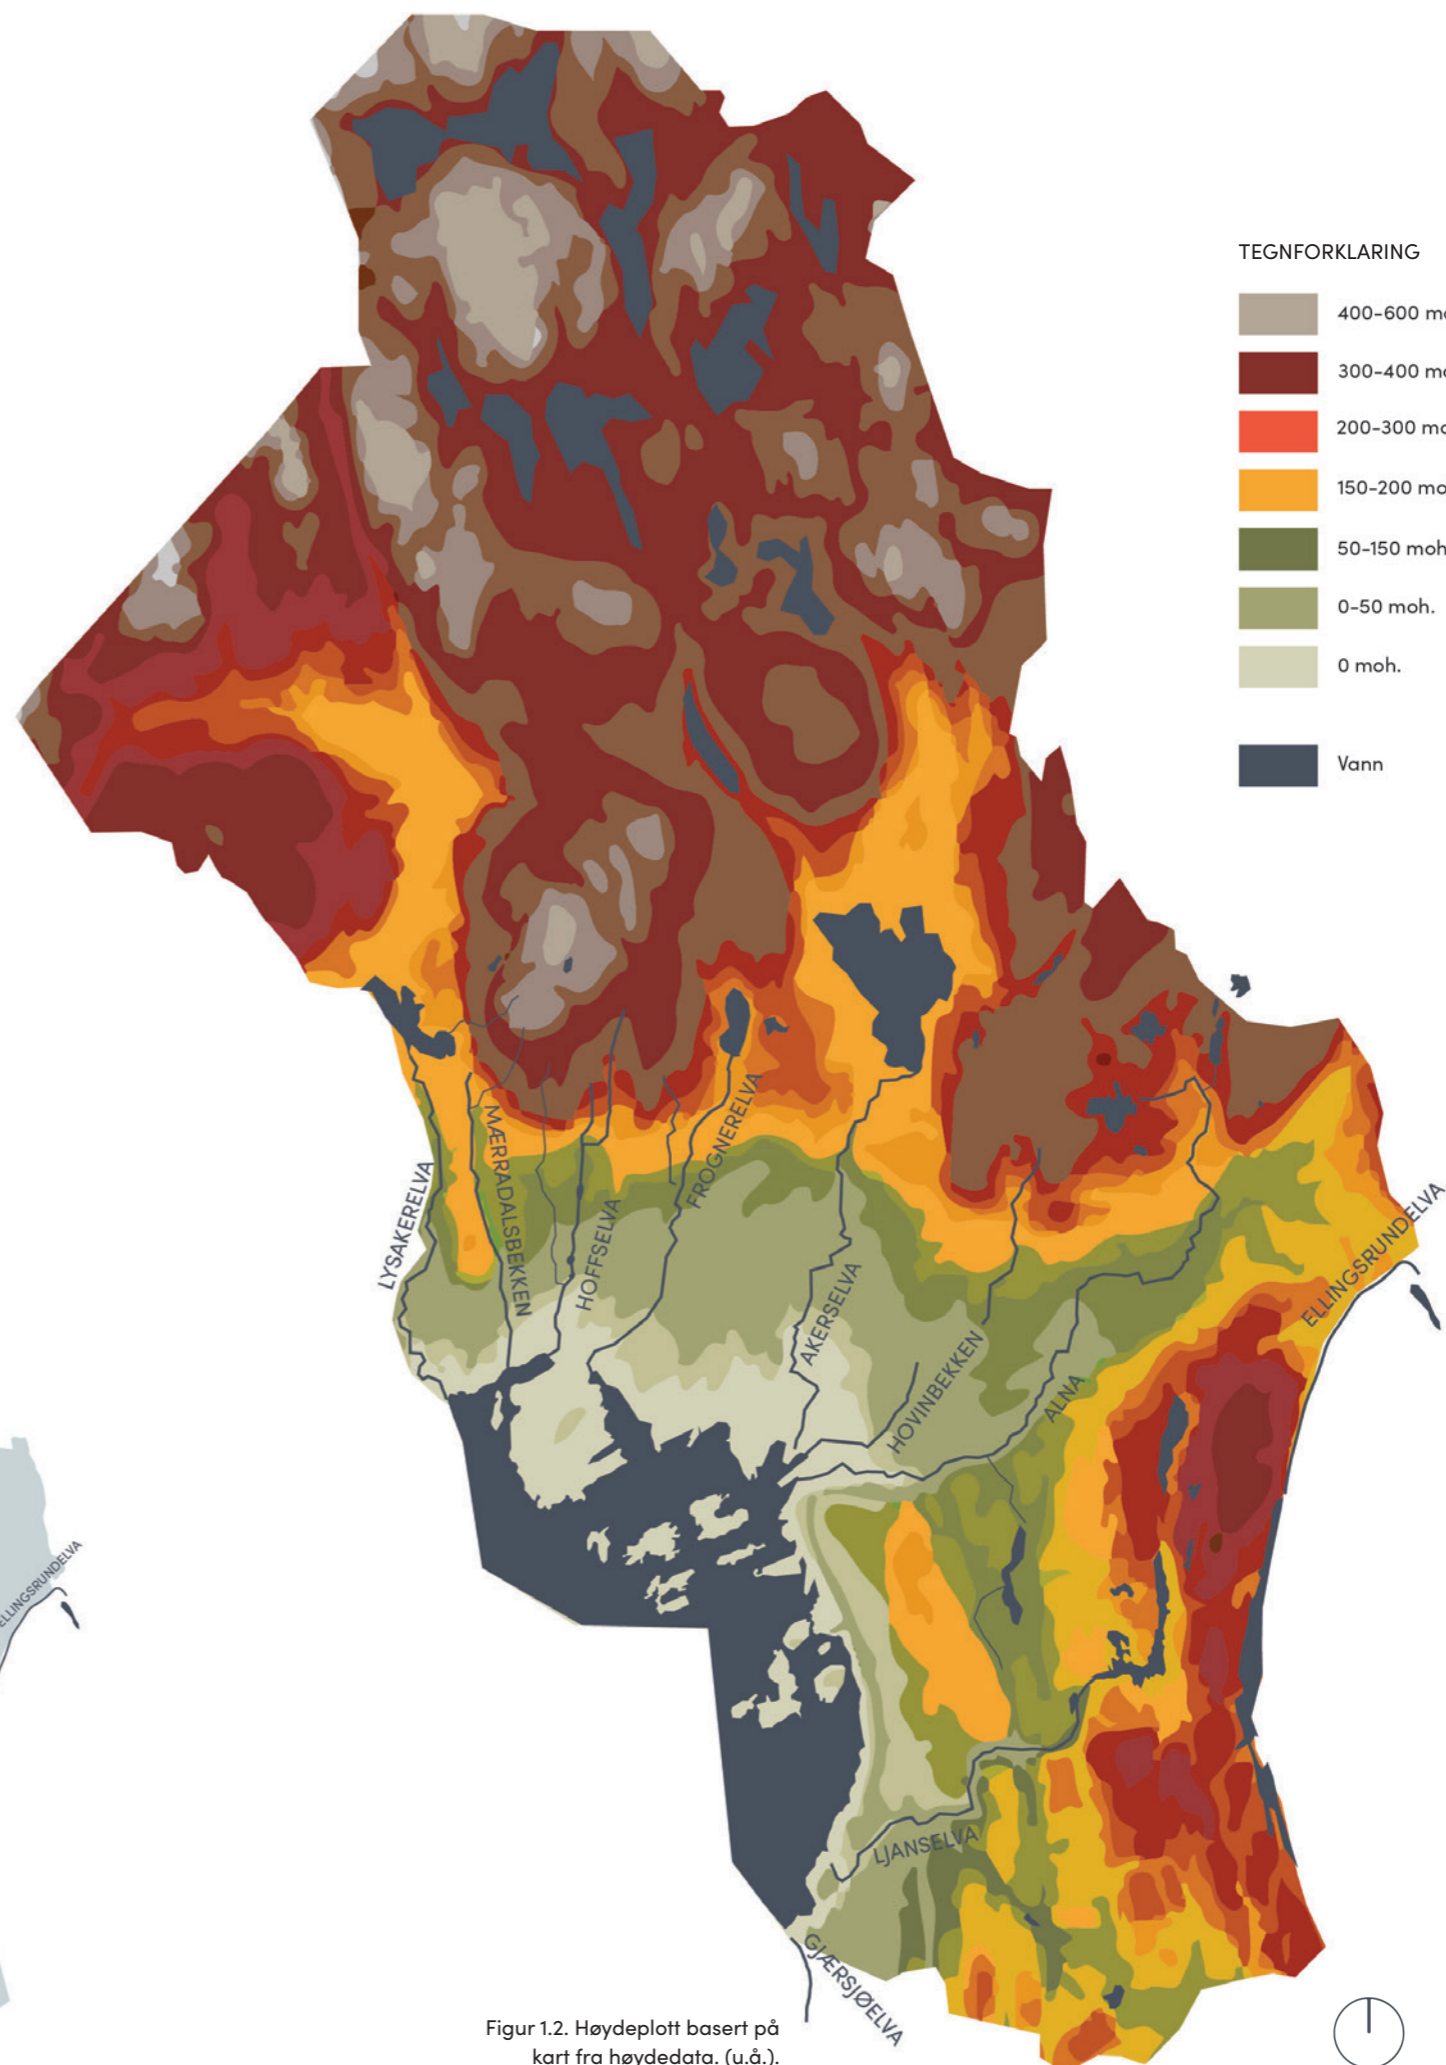 TEGNFORKLARING
400-600 mo
300-400 mo
200-300 mo
150-200 mo
50-150 moh
0-50 moh.
0 moh.
Vann
LYSAKERELVA
MÆRRADALSBEKKEN
HOFFSELVA
FROGNERELVA
AKERSELVA
HOVINBEKKEN
ALNA
ELLINGSRUNDELVA
LJANSELVA
GJÆRSJØELVA
ELLINGSRUNDELVA
Figur 1.2. Høydeplott basert på
kart fra høydedata. (u.å.).